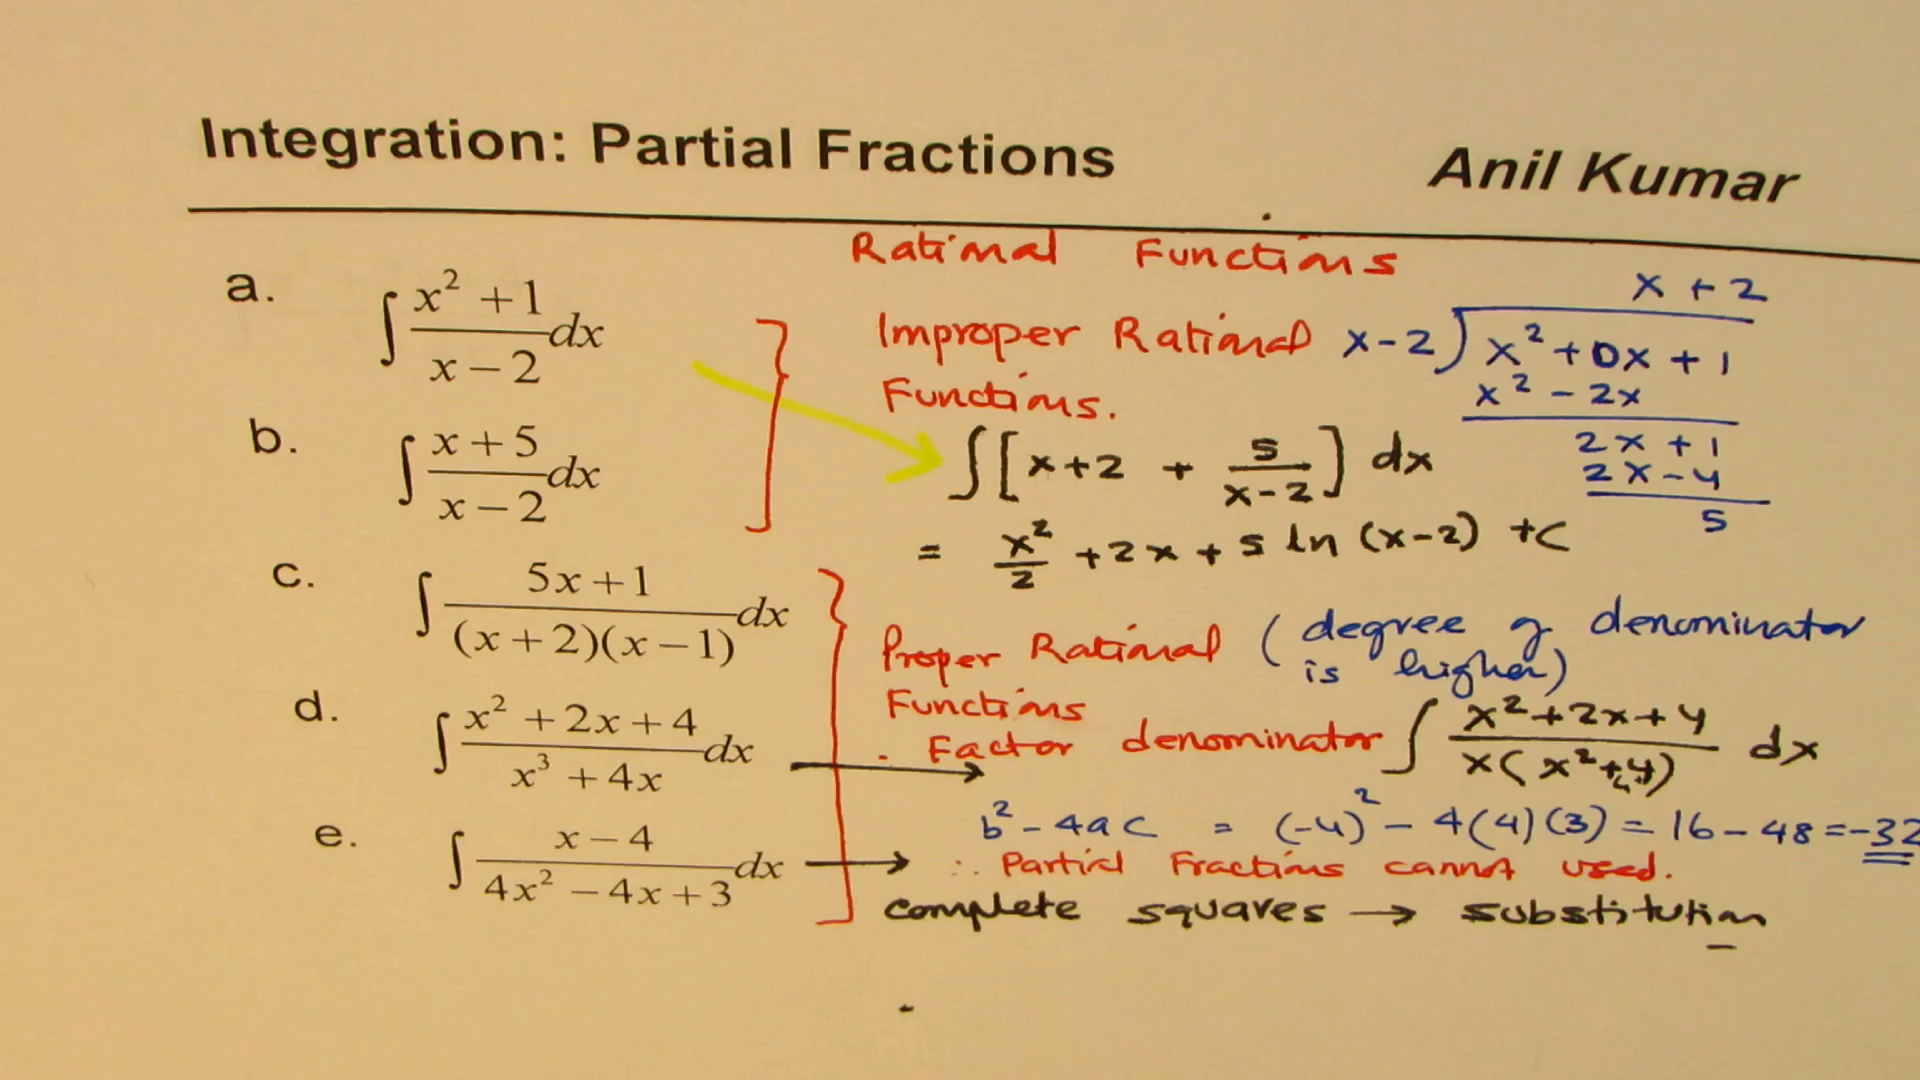 Integration: Partial Fractions
Anil Kumar
Rational Functions
a. ∫ (x² + 1)/(x − 2) dx
Improper Rational
Functions.
x + 2
x-2) x² + 0x + 1
x² - 2x
2x + 1
2x - 4
5
b. ∫ (x + 5)/(x − 2) dx
∫ [x+2 + 5/(x-2)] dx
= x²/2 + 2x + 5 ln (x-2) + C
c. ∫ (5x + 1)/((x + 2)(x − 1)) dx
Proper Rational (degree of denominator
is higher)
Functions
. Factor denominator ∫ (x²+2x+4)/(x(x²+4)) dx
d. ∫ (x² + 2x + 4)/(x³ + 4x) dx →
b² - 4ac = (-4)² - 4(4)(3) = 16 - 48 = -32
e. ∫ (x − 4)/(4x² − 4x + 3) dx →
∴ Partial Fractions cannot used.
complete squares → substitution